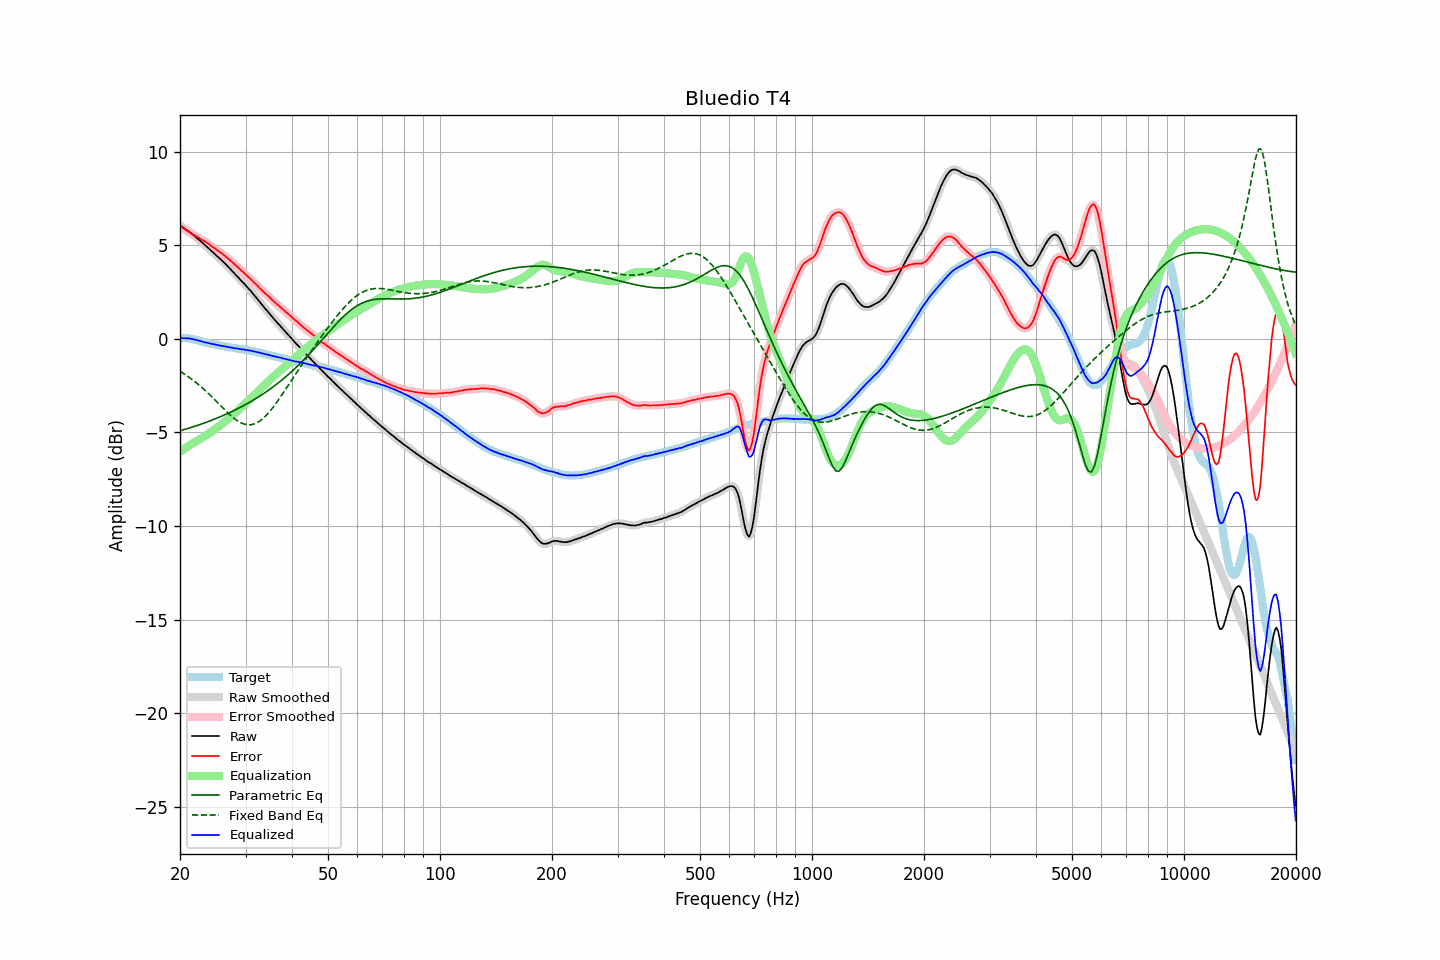 Bluedio T4
Amplitude (dBr)
10
5
0
−5
−10
−15
−20
−25
Target
Raw Smoothed
Error Smoothed
Raw
Error
Equalization
Parametric Eq
Fixed Band Eq
Equalized
20 50 100 200 500 1000 2000 5000 10000 20000
Frequency (Hz)